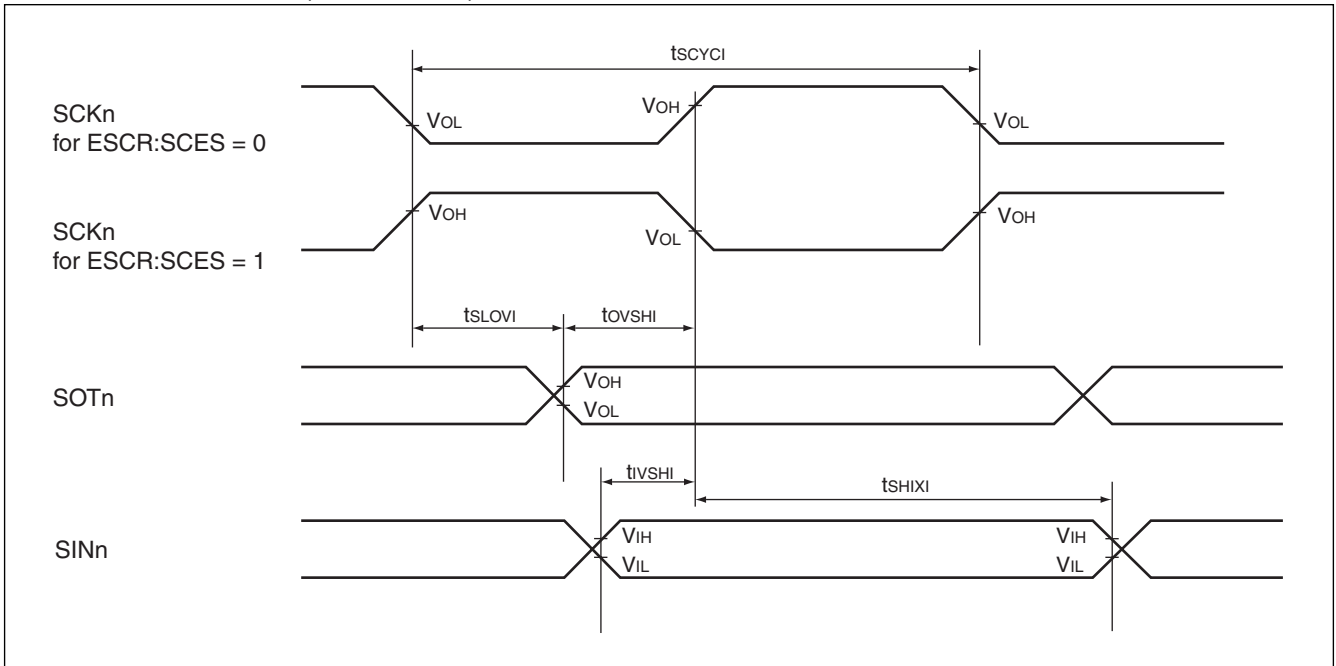 tSCYCI
SCKn
for ESCR:SCES = 0
VOL
VOH
VOL
SCKn
for ESCR:SCES = 1
VOH
VOL
VOH
tSLOVI
tOVSHI
SOTn
VOH
VOL
tIVSHI
tSHIXI
SINn
VIH
VIL
VIH
VIL